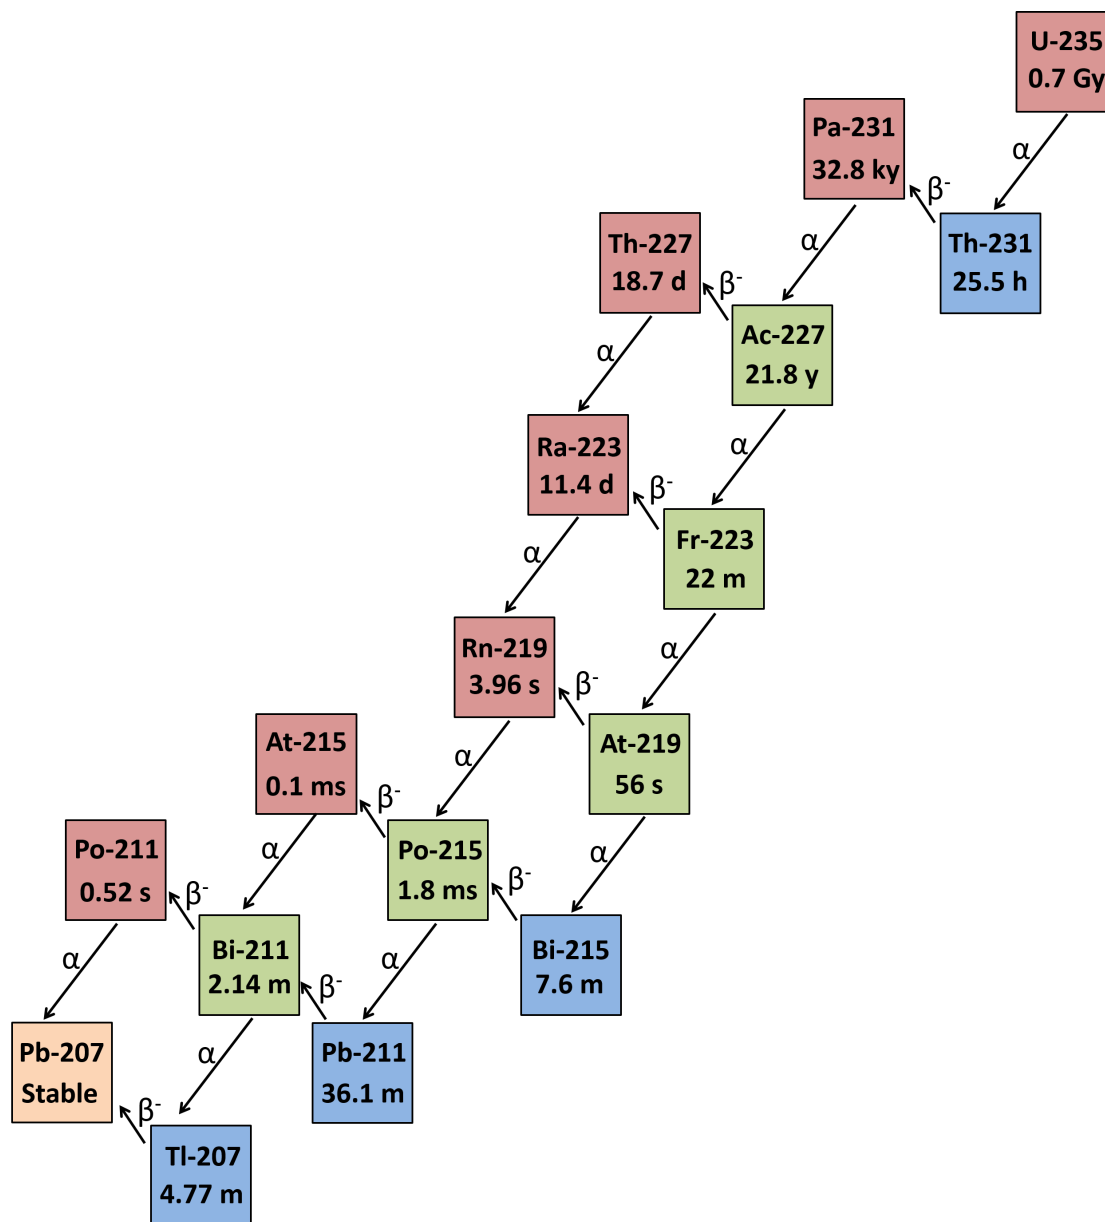 U-235
0.7 Gy
α
Pa-231
32.8 ky
β-
Th-231
25.5 h
α
Th-227
18.7 d
β-
Ac-227
21.8 y
α
α
Ra-223
11.4 d
β-
Fr-223
22 m
α
α
Rn-219
3.96 s
β-
At-219
56 s
α
α
At-215
0.1 ms
β-
Po-215
1.8 ms
β-
Bi-215
7.6 m
α
α
Po-211
0.52 s
β-
Bi-211
2.14 m
β-
Pb-211
36.1 m
α
α
Pb-207
Stable
β-
Tl-207
4.77 m